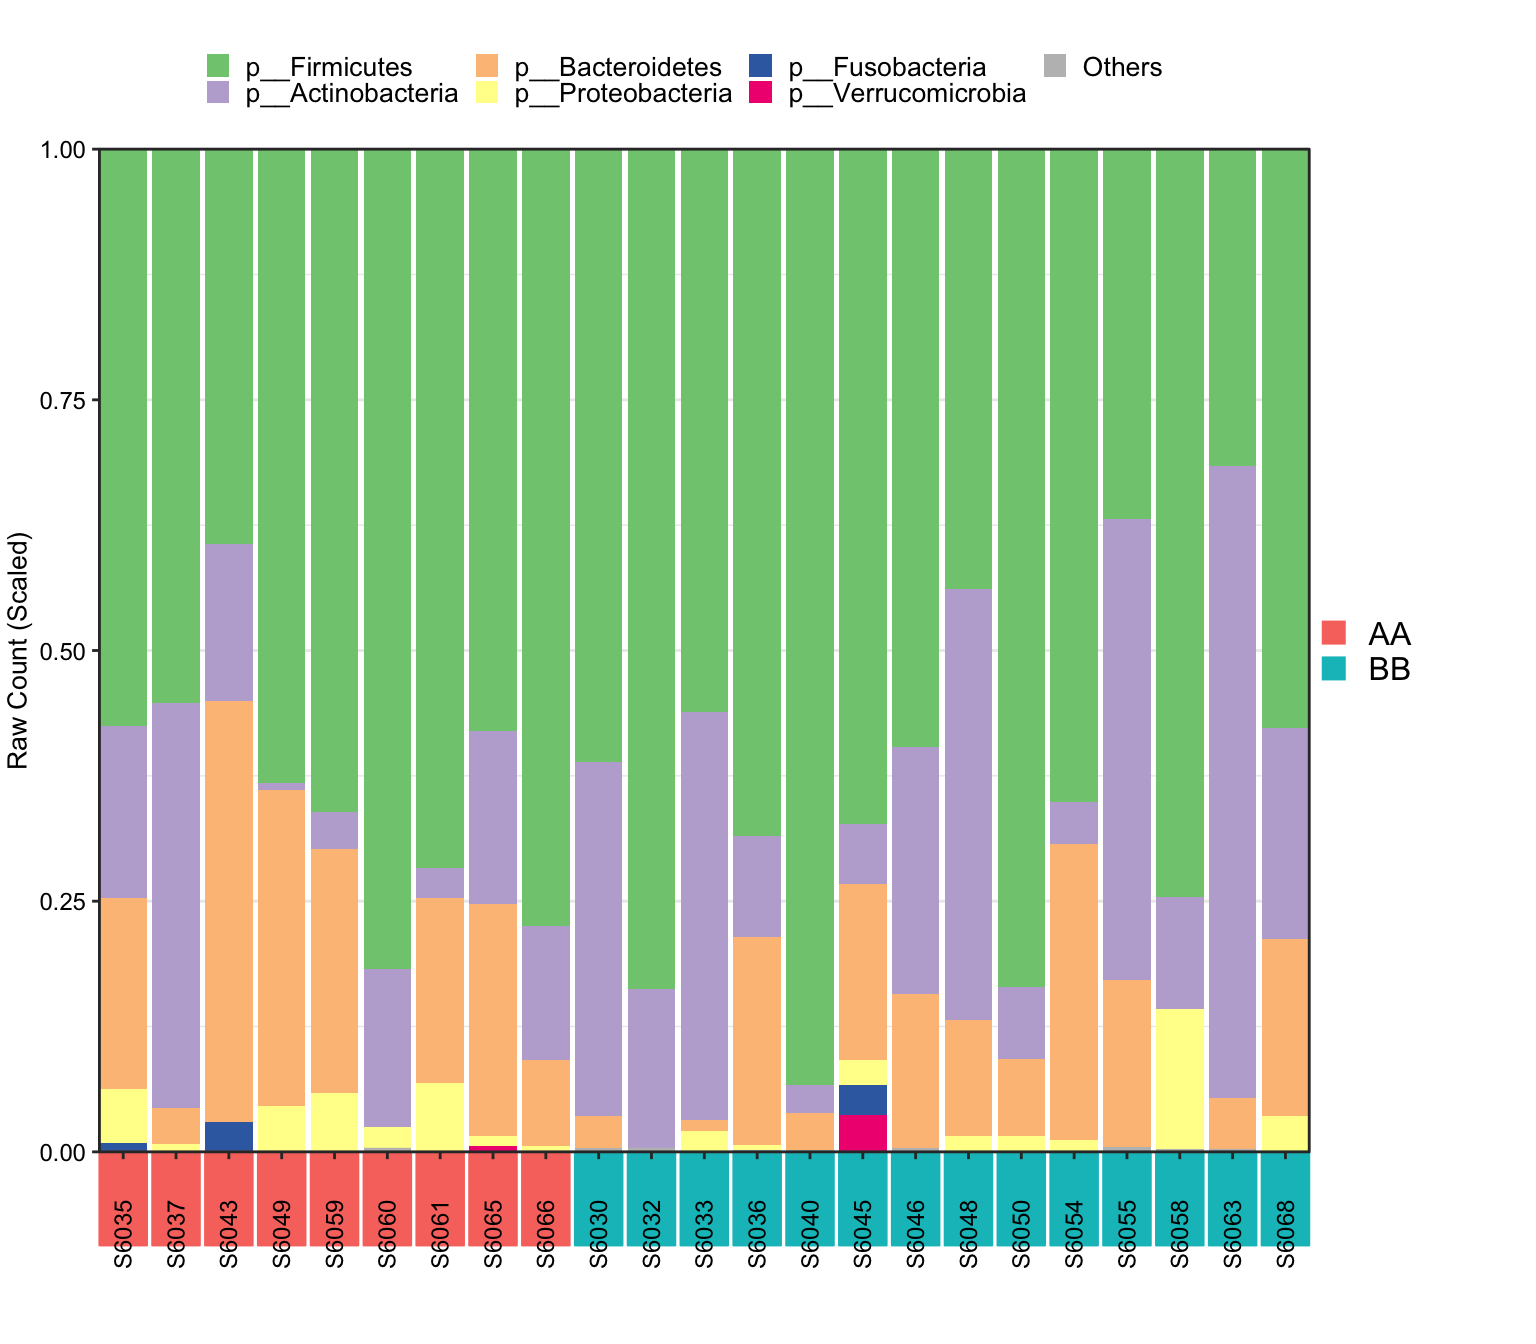 p__Firmicutes p__Bacteroidetes p__Fusobacteria Others
p__Actinobacteria p__Proteobacteria p__Verrucomicrobia
1.00
0.75
0.50
0.25
0.00
Raw Count (Scaled)
AA
BB
S6035 S6037 S6043 S6049 S6059 S6060 S6061 S6065 S6066 S6030 S6032 S6033 S6036 S6040 S6045 S6046 S6048 S6050 S6054 S6055 S6058 S6063 S6068